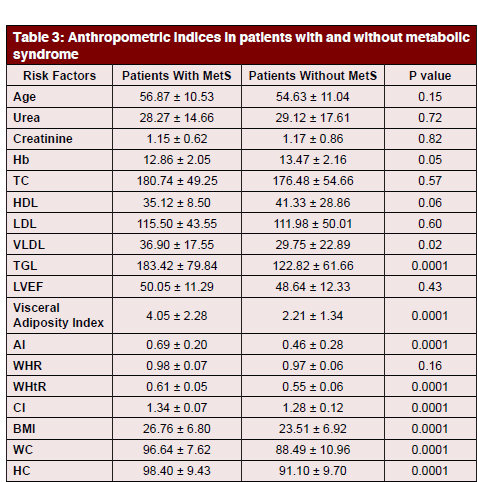 Table 3: Anthropometric indices in patients with and without metabolic
syndrome
Risk Factors Patients With MetS Patients Without MetS P value
Age 56.87 ± 10.53 54.63 ± 11.04 0.15
Urea 28.27 ± 14.66 29.12 ± 17.61 0.72
Creatinine 1.15 ± 0.62 1.17 ± 0.86 0.82
Hb 12.86 ± 2.05 13.47 ± 2.16 0.05
TC 180.74 ± 49.25 176.48 ± 54.66 0.57
HDL 35.12 ± 8.50 41.33 ± 28.86 0.06
LDL 115.50 ± 43.55 111.98 ± 50.01 0.60
VLDL 36.90 ± 17.55 29.75 ± 22.89 0.02
TGL 183.42 ± 79.84 122.82 ± 61.66 0.0001
LVEF 50.05 ± 11.29 48.64 ± 12.33 0.43
Visceral
Adiposity Index 4.05 ± 2.28 2.21 ± 1.34 0.0001
AI 0.69 ± 0.20 0.46 ± 0.28 0.0001
WHR 0.98 ± 0.07 0.97 ± 0.06 0.16
WHtR 0.61 ± 0.05 0.55 ± 0.06 0.0001
CI 1.34 ± 0.07 1.28 ± 0.12 0.0001
BMI 26.76 ± 6.80 23.51 ± 6.92 0.0001
WC 96.64 ± 7.62 88.49 ± 10.96 0.0001
HC 98.40 ± 9.43 91.10 ± 9.70 0.0001